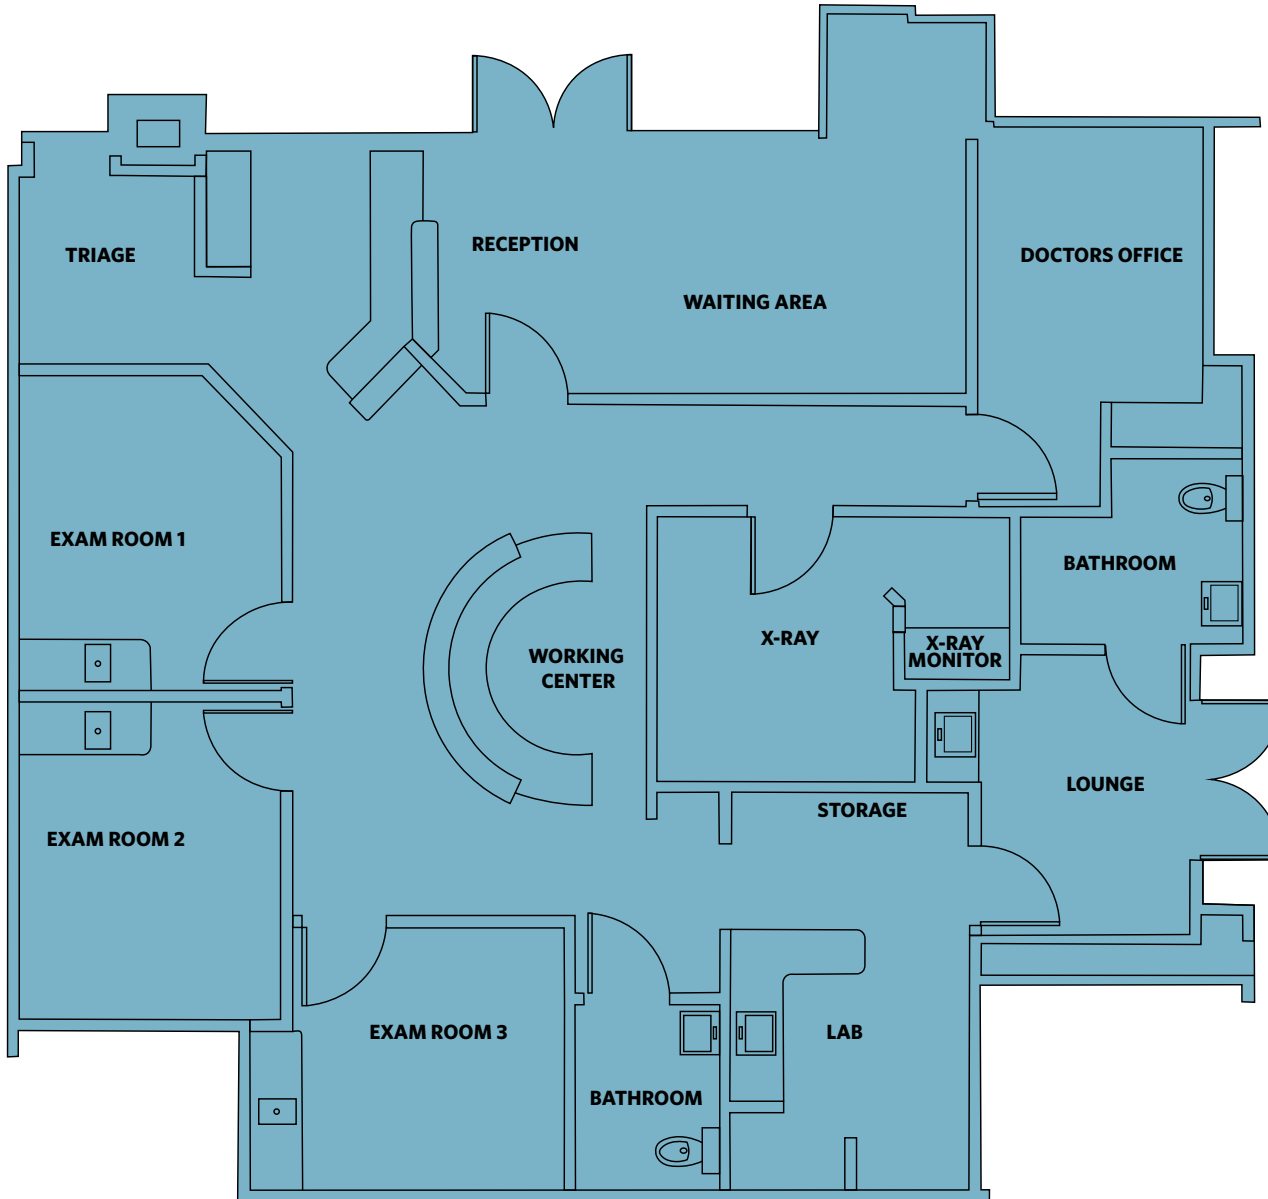 RECEPTION
TRIAGE
DOCTORS OFFICE
WAITING AREA
EXAM ROOM 1
BATHROOM
X-RAY
X-RAY
MONITOR
WORKING
CENTER
LOUNGE
STORAGE
EXAM ROOM 2
EXAM ROOM 3
LAB
BATHROOM